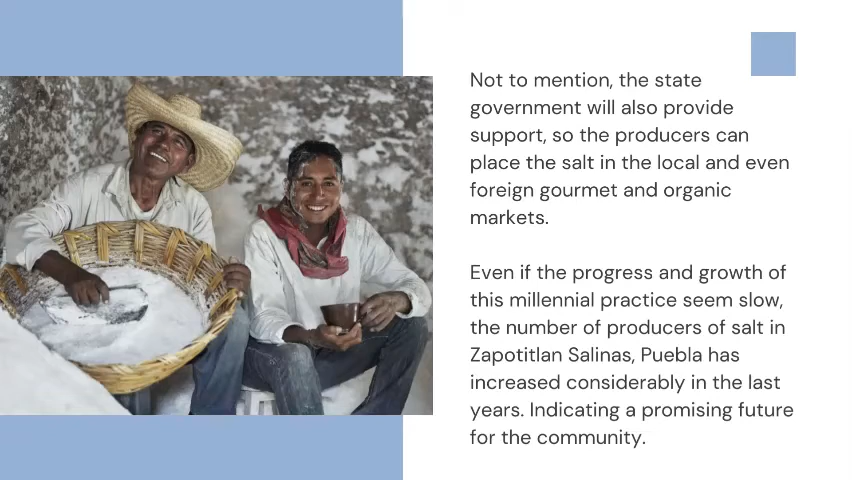 Not to mention, the state
government will also provide
support, so the producers can
place the salt in the local and even
foreign gourmet and organic
markets.
Even if the progress and growth of
this millennial practice seem slow,
the number of producers of salt in
Zapotitlan Salinas, Puebla has
increased considerably in the last
years. Indicating a promising future
for the community.